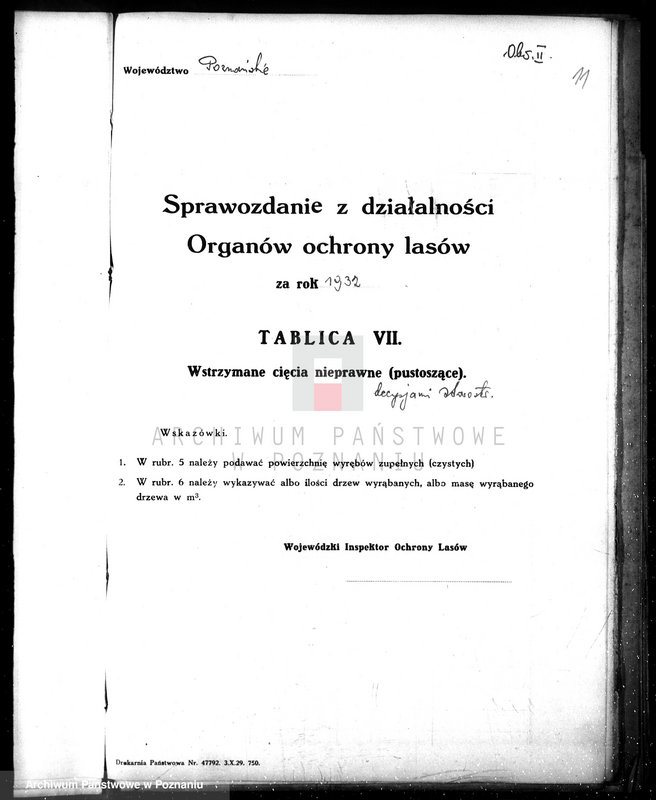 Województwo Poznańskie
Obs. II.
11
Sprawozdanie z działalności
Organów ochrony lasów
za rok 1932
TABLICA VII.
Wstrzymane cięcia nieprawne (pustoszące).
decyzjami
Wskazówki.
ARCHIWUM PAŃSTWOWE
W POZNANIU
1. W rubr. 5 należy podawać powierzchnię wyrębów zupełnych (czystych)
2. W rubr. 6 należy wykazywać albo ilości drzew wyrąbanych, albo masę wyrąbanego
drzewa w m³.
Wojewódzki Inspektor Ochrony Lasów
Drukarnia Państwowa Nr. 47792. 3.X.29. 750.
Archiwum Państwowe w Poznaniu